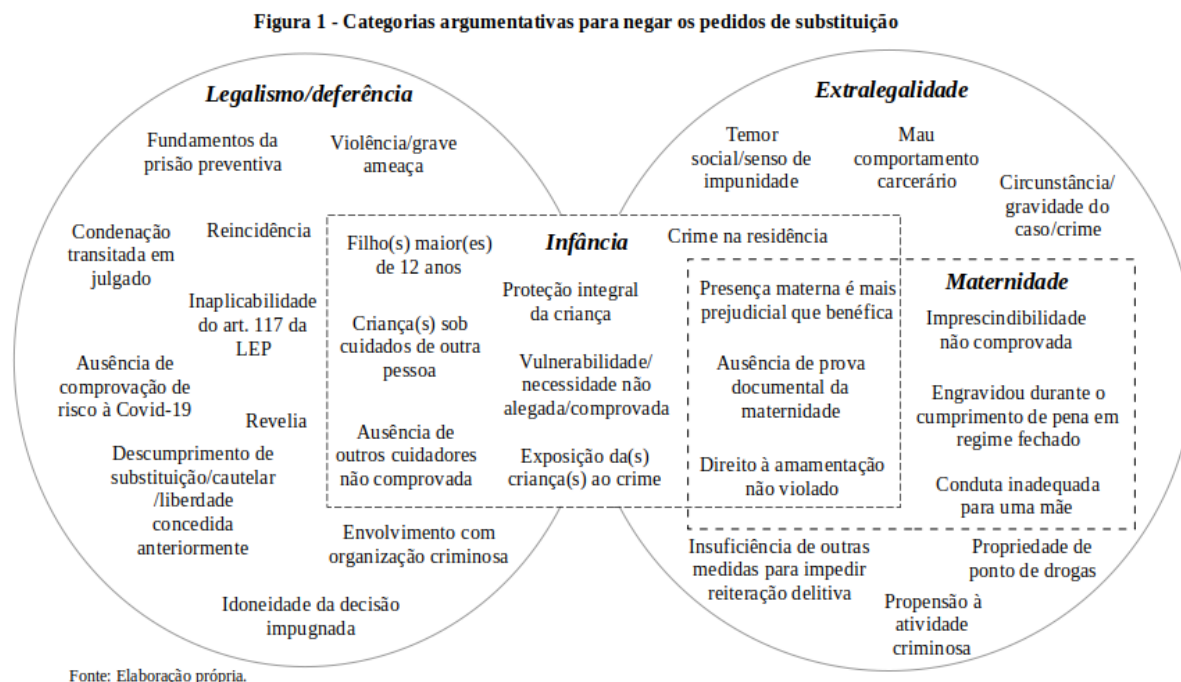 Figura 1 - Categorias argumentativas para negar os pedidos de substituição
Legalismo/deferência
Fundamentos da
prisão preventiva
Violência/grave
ameaça
Condenação
transitada em
julgado
Reincidência
Inaplicabilidade
do art. 117 da
LEP
Ausência de
comprovação de
risco à Covid-19
Revelia
Descumprimento de
substituição/cautelar
/liberdade
concedida
anteriormente
Envolvimento com
organização criminosa
Idoneidade da decisão
impugnada
Infância
Filho(s) maior(es)
de 12 anos
Criança(s) sob
cuidados de outra
pessoa
Ausência de
outros cuidadores
não comprovada
Proteção integral
da criança
Vulnerabilidade/
necessidade não
alegada/comprovada
Exposição da(s)
criança(s) ao crime
Extralegalidade
Temor
social/senso de
impunidade
Mau
comportamento
carcerário
Circunstância/
gravidade do
caso/crime
Crime na residência
Presença materna é mais
prejudicial que benéfica
Ausência de prova
documental da
maternidade
Direito à amamentação
não violado
Maternidade
Imprescindibilidade
não comprovada
Engravidou durante o
cumprimento de pena em
regime fechado
Conduta inadequada
para uma mãe
Insuficiência de outras
medidas para impedir
reiteração delitiva
Propriedade de
ponto de drogas
Propensão à
atividade
criminosa
Fonte: Elaboração própria.